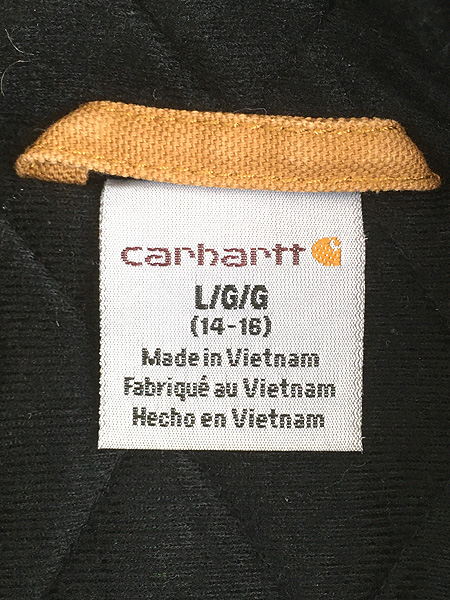 carhartt
L/G/G
(14-16)
Made in Vietnam
Fabriqué au Vietnam
Hecho en Vietnam